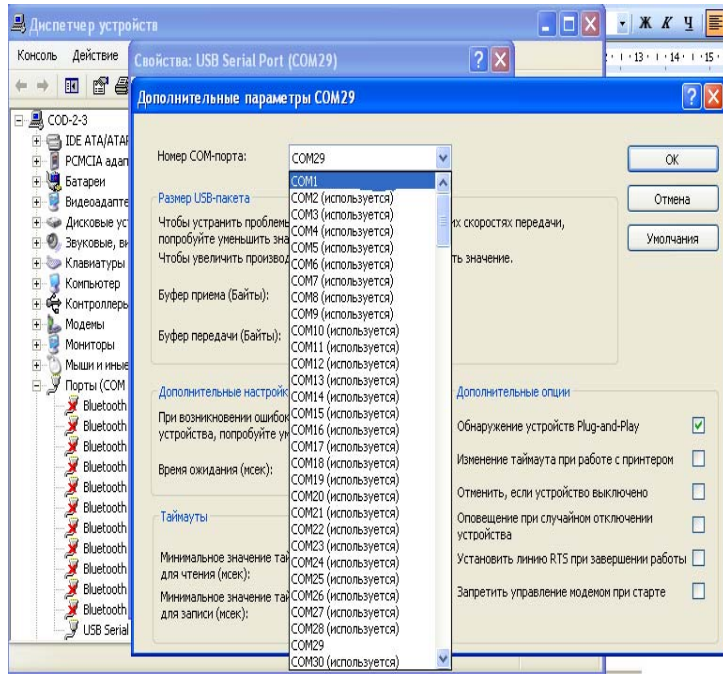 Диспетчер устройств
Ж К Ч
Консоль Действие
Свойства: USB Serial Port (COM29)
13 · 14 · 15
Дополнительные параметры COM29
COD-2-3
IDE ATA/ATAP
PCMCIA адап
Батареи
Видеоадапте
Дисковые ус
Звуковые, ви
Клавиатуры
Компьютер
Контроллеры
Модемы
Мониторы
Мыши и иные
Порты (COM
Bluetooth
Bluetooth
Bluetooth
Bluetooth
Bluetooth
Bluetooth
Bluetooth
Bluetooth
Bluetooth
Bluetooth
Bluetooth
USB Serial
Номер COM-порта:
COM29
COM1
COM2 (используется)
COM3 (используется)
COM4 (используется)
COM5 (используется)
COM6 (используется)
COM7 (используется)
COM8 (используется)
COM9 (используется)
COM10 (используется)
COM11 (используется)
COM12 (используется)
COM13 (используется)
COM14 (используется)
COM15 (используется)
COM16 (используется)
COM17 (используется)
COM18 (используется)
COM19 (используется)
COM20 (используется)
COM21 (используется)
COM22 (используется)
COM23 (используется)
COM24 (используется)
COM25 (используется)
COM26 (используется)
COM27 (используется)
COM28 (используется)
COM29
COM30 (используется)
OK
Отмена
Умолчания
Размер USB-пакета
Чтобы устранить проблемы их скоростях передачи,
попробуйте уменьшить зна
Чтобы увеличить производ ть значение.
Буфер приема (Байты):
Буфер передачи (Байты):
Дополнительные настройк
При возникновении ошибок
устройства, попробуйте ум
Время ожидания (мсек):
Таймауты
Минимальное значение тай
для чтения (мсек):
Минимальное значение тай
для записи (мсек):
Дополнительные опции
Обнаружение устройств Plug-and-Play
Изменение таймаута при работе с принтером
Отменить, если устройство выключено
Оповещение при случайном отключении
устройства
Установить линию RTS при завершении работы
Запретить управление модемом при старте